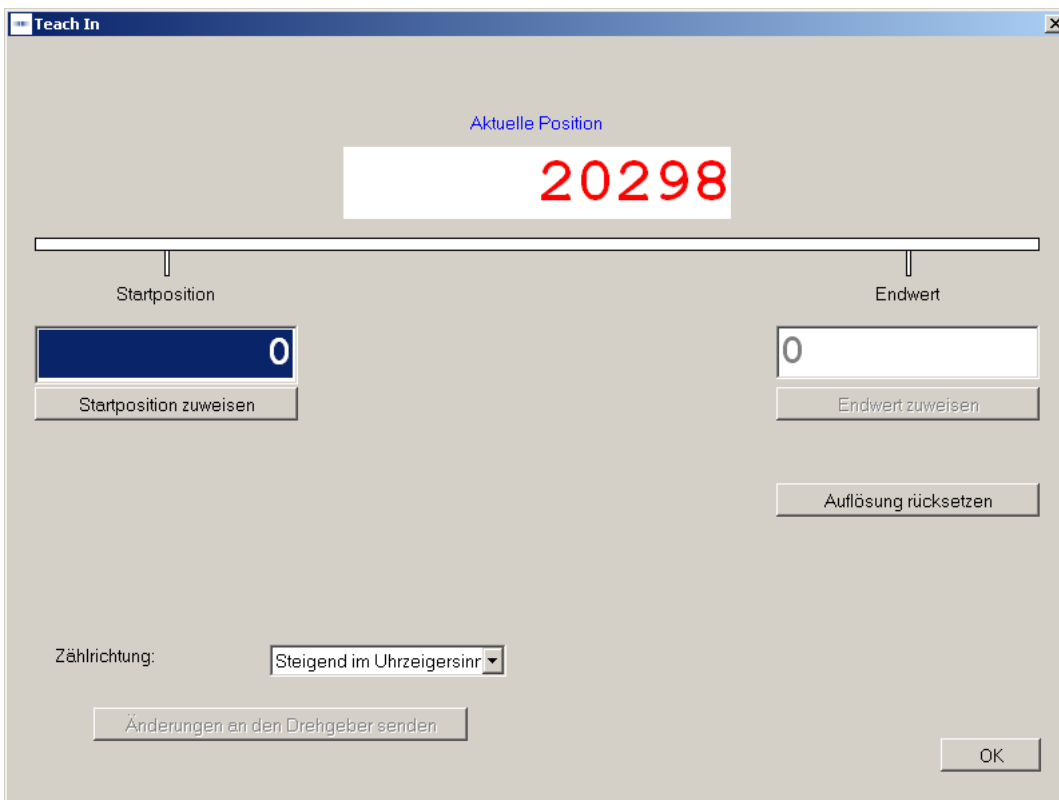 Teach In
Aktuelle Position
20298
Startposition
Endwert
0
0
Startposition zuweisen
Endwert zuweisen
Auflösung rücksetzen
Zählrichtung:
Steigend im Uhrzeigersinr
Änderungen an den Drehgeber senden
OK